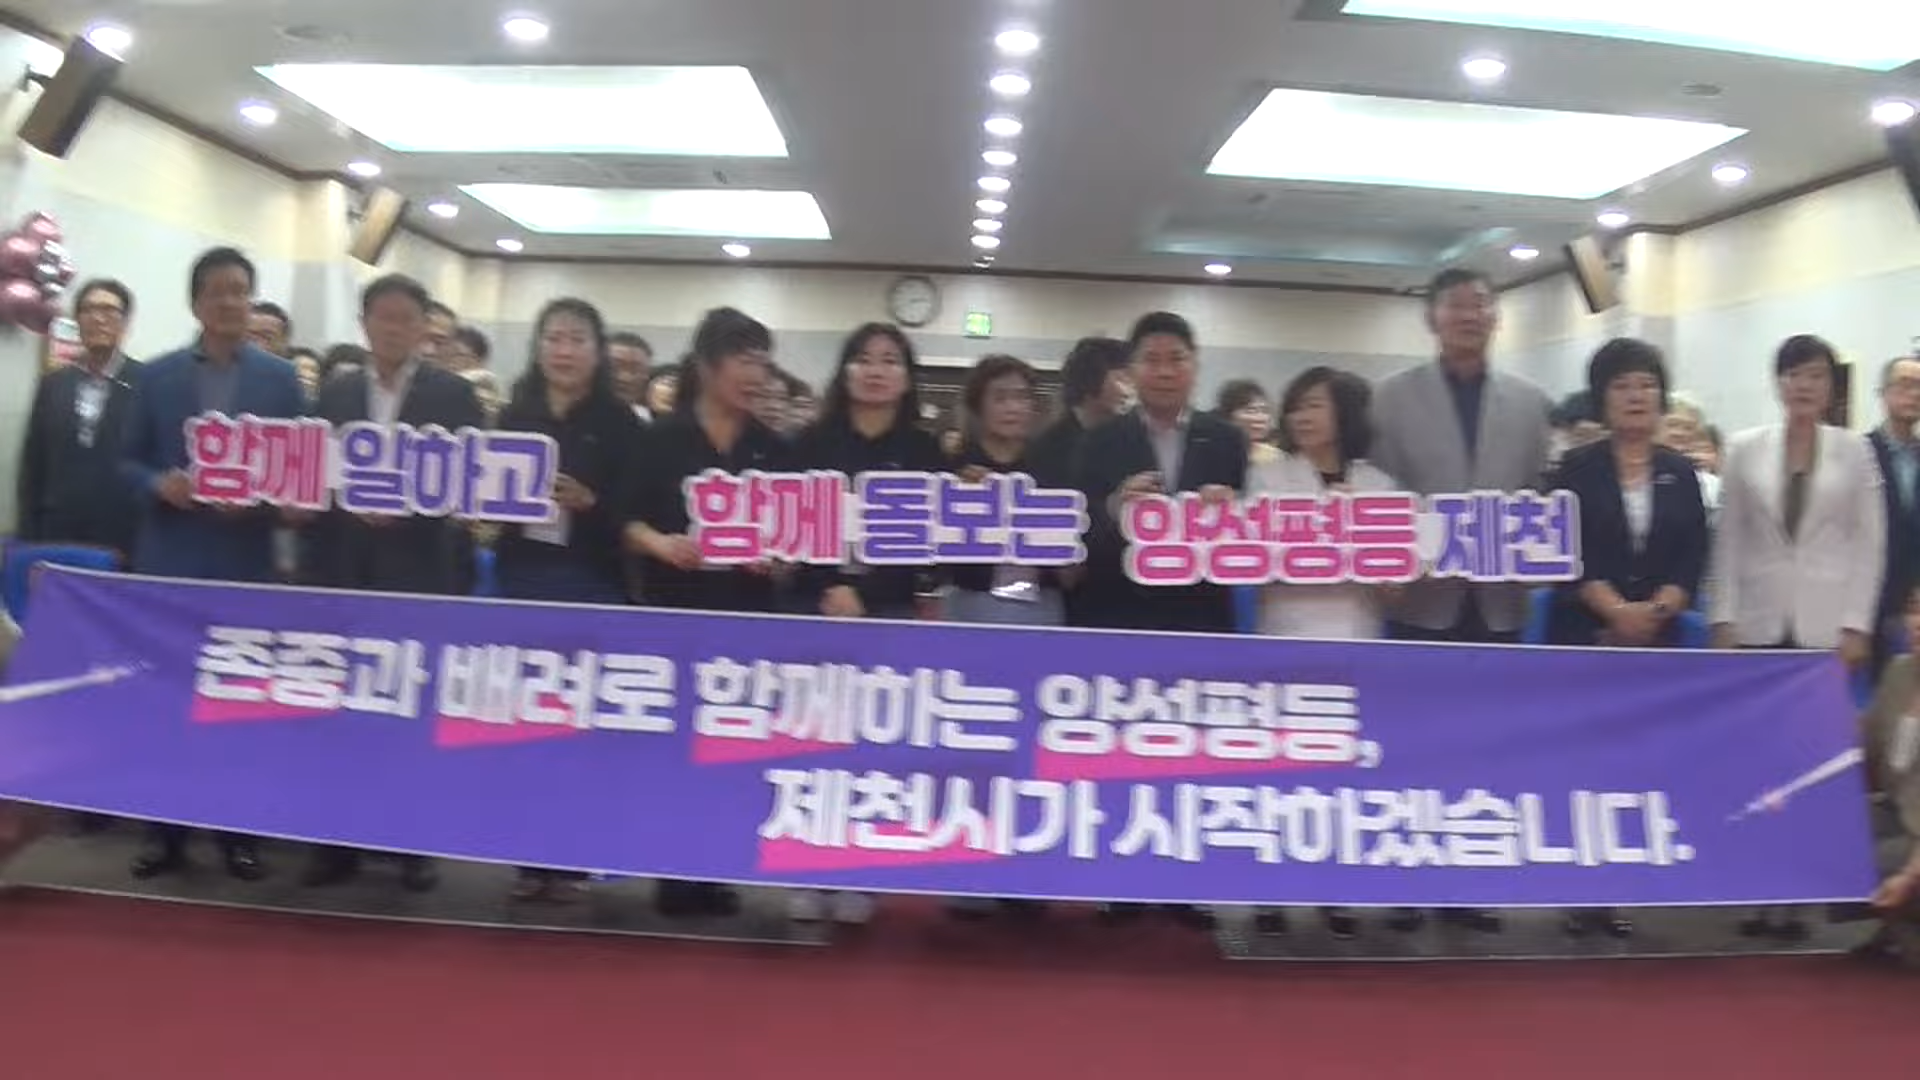 함께 일하고
함께 돌보는
양성평등 제천
존중과 배려로 함께하는 양성평등,
제천시가 시작하겠습니다.